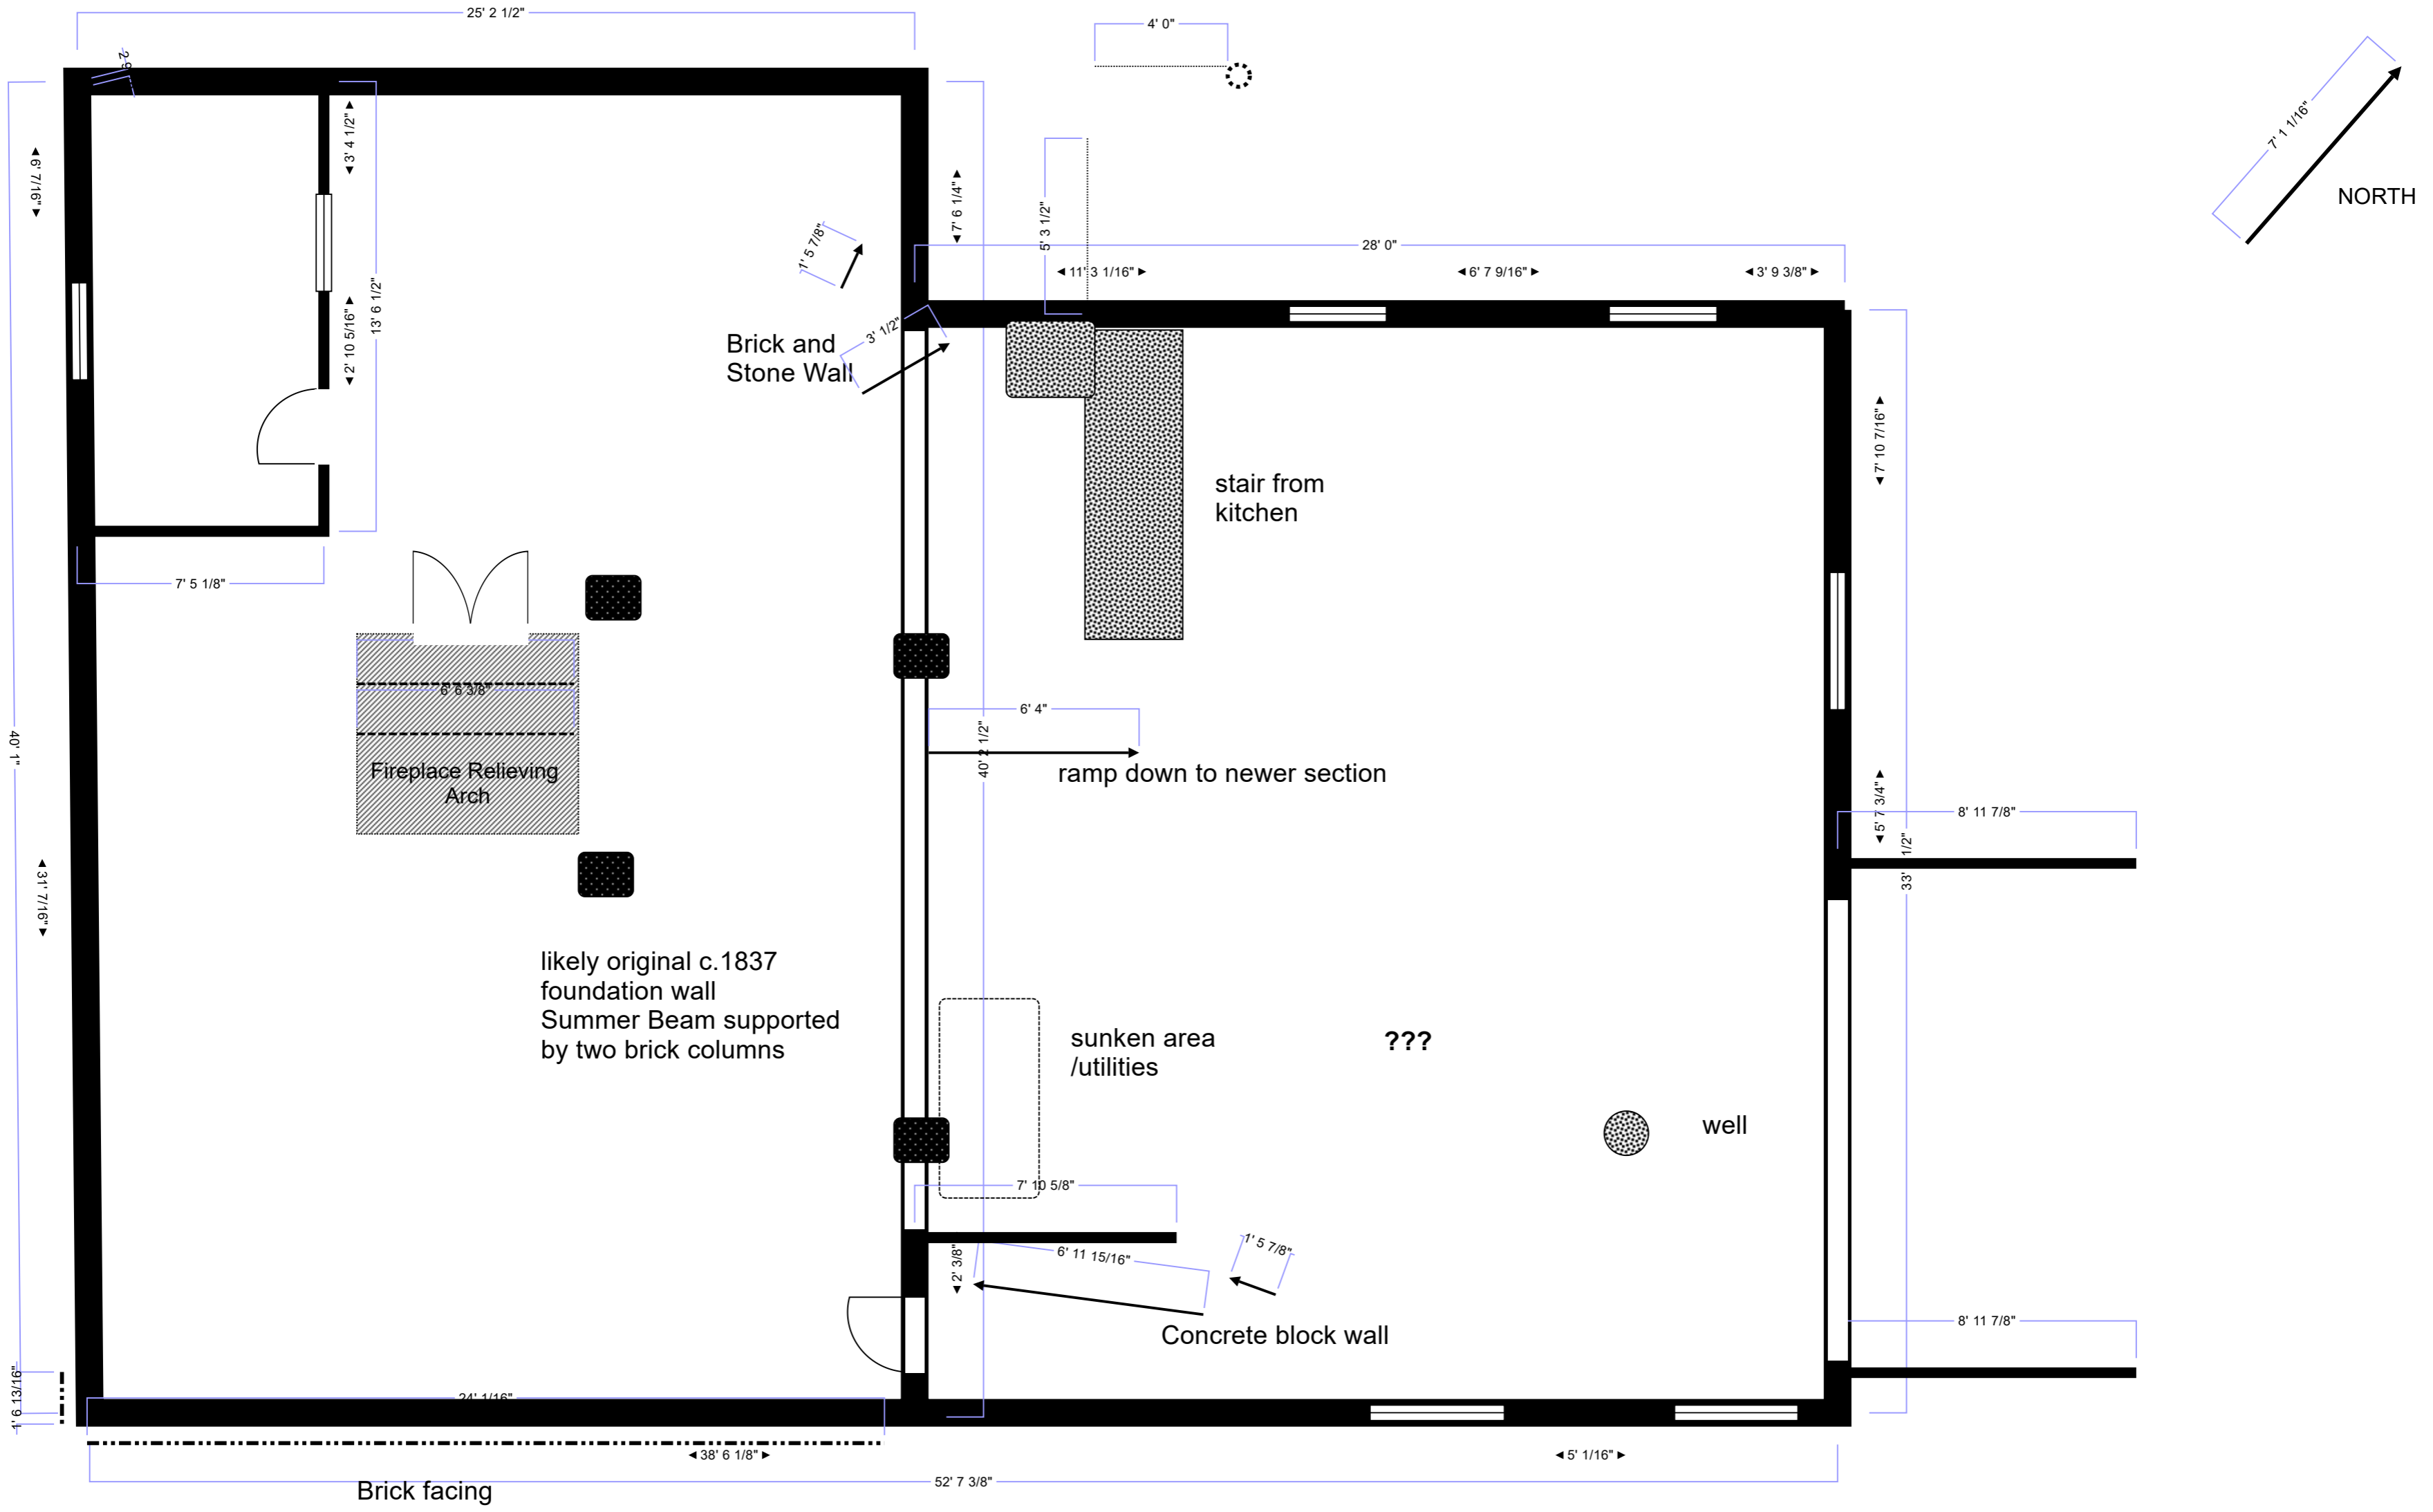 25' 2 1/2"
4' 0"
7' 1 1/16"
NORTH
6' 7/16"
3' 4 1/2"
2' 10 5/16"
13' 6 1/2"
1' 5 7/8"
7' 6 1/4"
5' 3 1/2"
28' 0"
11' 3 1/16"
6' 7 9/16"
3' 9 3/8"
Brick and
Stone Wall
3' 1/2"
7' 10 7/16"
stair from
kitchen
7' 5 1/8"
6' 6 3/8"
Fireplace Relieving
Arch
40' 1"
6' 4"
40' 2 1/2"
ramp down to newer section
5' 7 3/4"
8' 11 7/8"
33' 1/2"
31' 7/16"
likely original c.1837
foundation wall
Summer Beam supported
by two brick columns
sunken area
/utilities
???
well
7' 10 5/8"
2' 3/8"
6' 11 15/16"
1' 5 7/8"
Concrete block wall
8' 11 7/8"
1' 6 13/16"
24' 1/16"
38' 6 1/8"
5' 1/16"
52' 7 3/8"
Brick facing